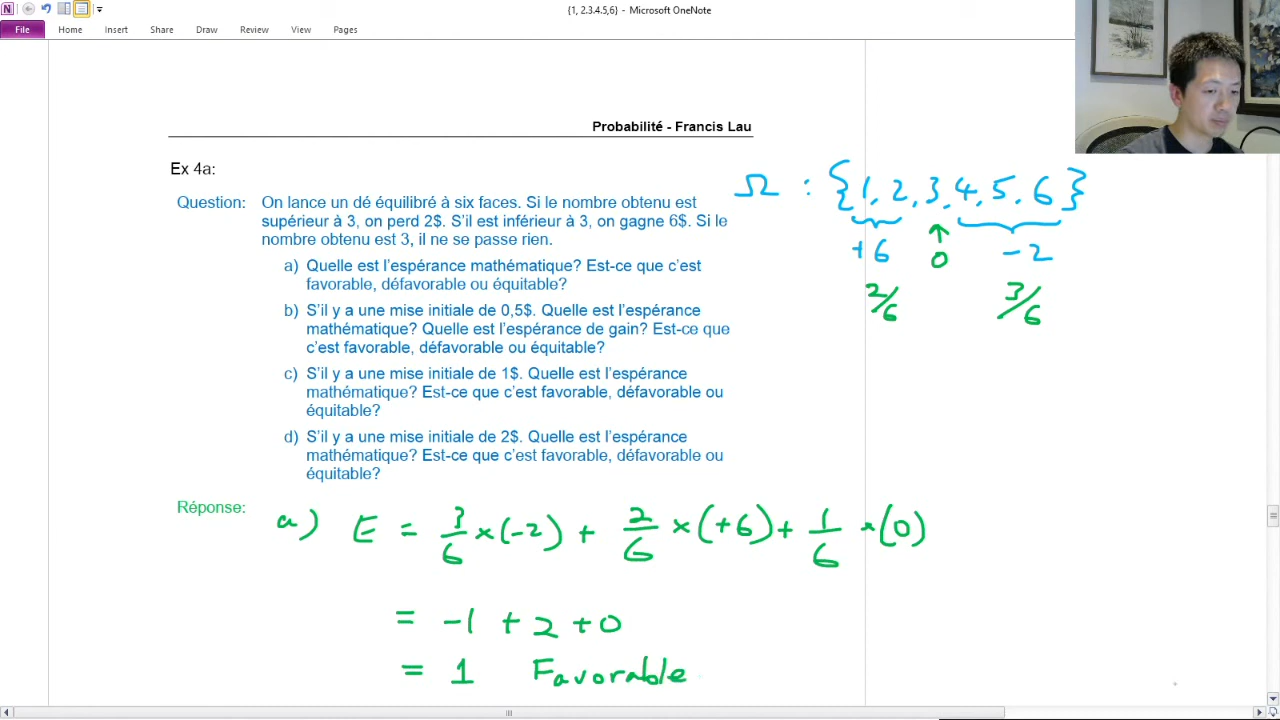 {1, 2.3.4.5,6} - Microsoft OneNote
File Home Insert Share Draw Review View Pages
Probabilité - Francis Lau
Ex 4a:
Question: On lance un dé équilibré à six faces. Si le nombre obtenu est
supérieur à 3, on perd 2$. S’il est inférieur à 3, on gagne 6$. Si le
nombre obtenu est 3, il ne se passe rien.
a) Quelle est l’espérance mathématique? Est-ce que c’est
favorable, défavorable ou équitable?
b) S’il y a une mise initiale de 0,5$. Quelle est l’espérance
mathématique? Quelle est l’espérance de gain? Est-ce que
c’est favorable, défavorable ou équitable?
c) S’il y a une mise initiale de 1$. Quelle est l’espérance
mathématique? Est-ce que c’est favorable, défavorable ou
équitable?
d) S’il y a une mise initiale de 2$. Quelle est l’espérance
mathématique? Est-ce que c’est favorable, défavorable ou
équitable?
Ω : {1, 2, 3, 4, 5, 6}
+6 0 -2
2/6 3/6
Réponse: a) E = 3/6 x (-2) + 2/6 x (+6) + 1/6 x (0)
= -1 + 2 + 0
= 1 Favorable